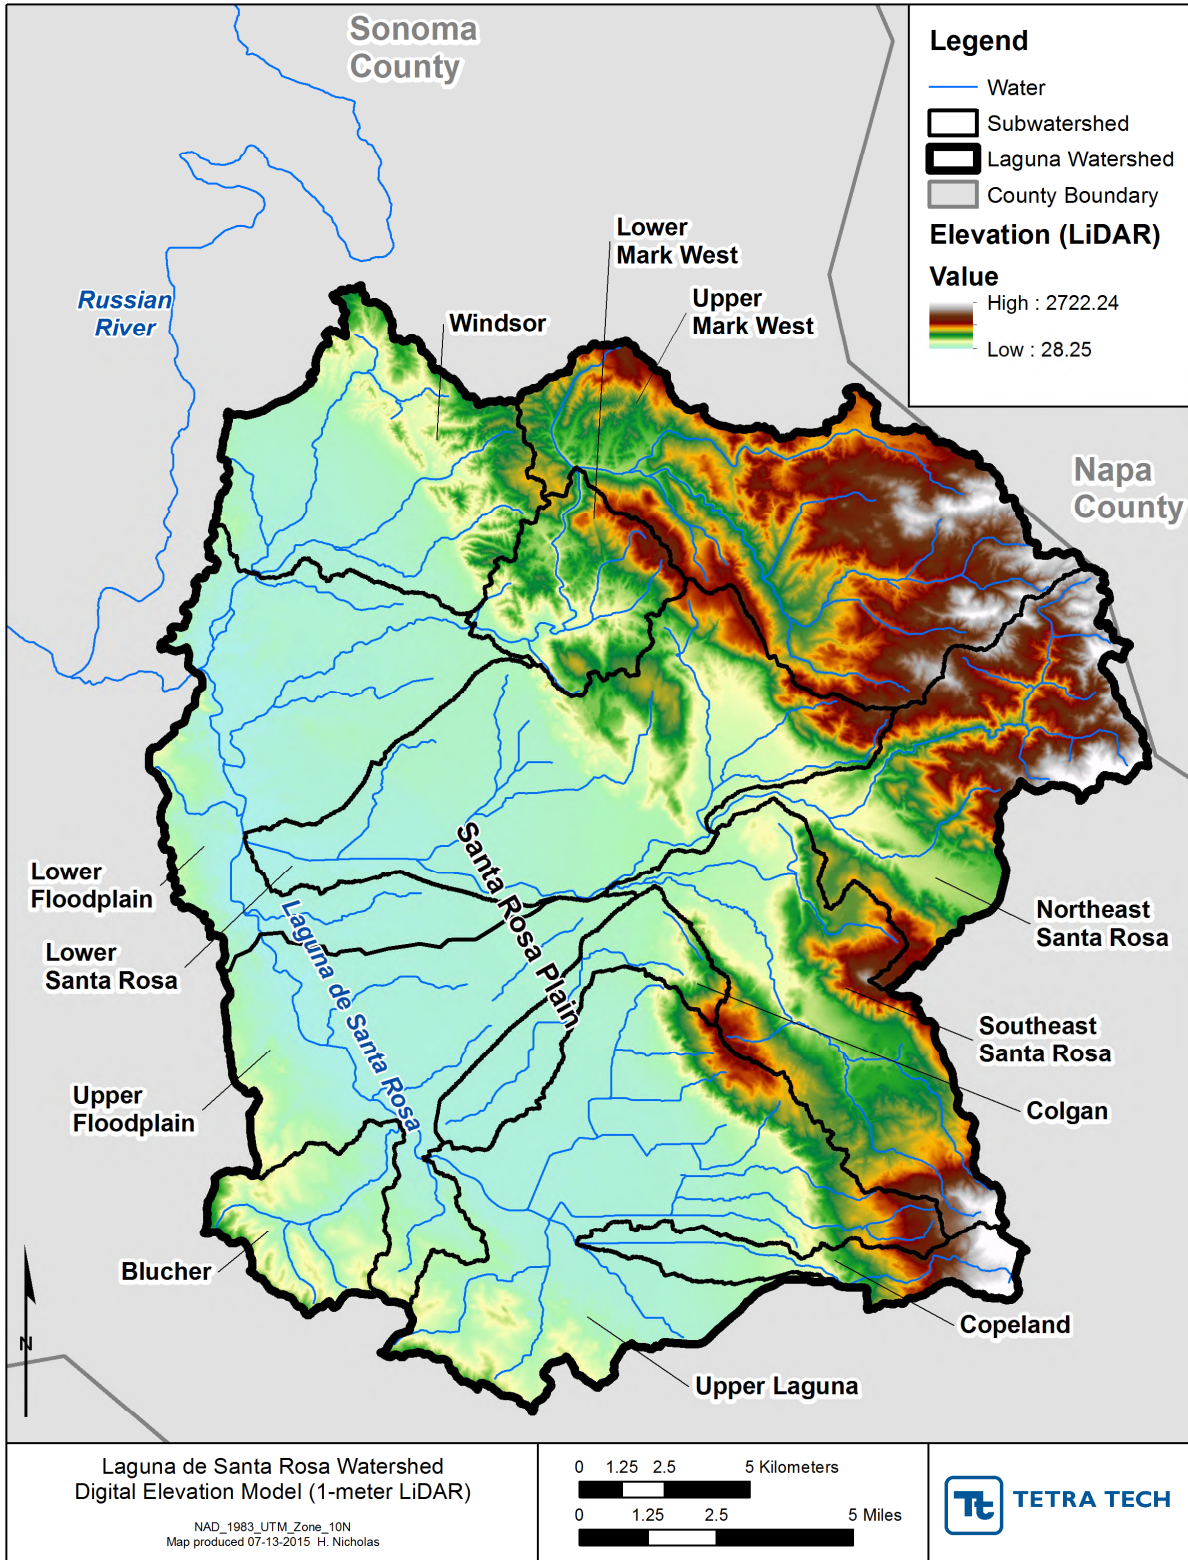 Sonoma
County
Legend
Water
Subwatershed
Laguna Watershed
County Boundary
Elevation (LiDAR)
Value
High : 2722.24
Low : 28.25
Lower
Mark West
Upper
Mark West
Russian
River
Windsor
Napa
County
Santa Rosa Plain
Lower
Floodplain
Laguna de Santa Rosa
Northeast
Santa Rosa
Lower
Santa Rosa
Southeast
Santa Rosa
Upper
Floodplain
Colgan
Blucher
Copeland
N
Upper Laguna
Laguna de Santa Rosa Watershed
Digital Elevation Model (1-meter LiDAR)
NAD_1983_UTM_Zone_10N
Map produced 07-13-2015 H. Nicholas
0 1.25 2.5 5 Kilometers
0 1.25 2.5 5 Miles
Tt TETRA TECH